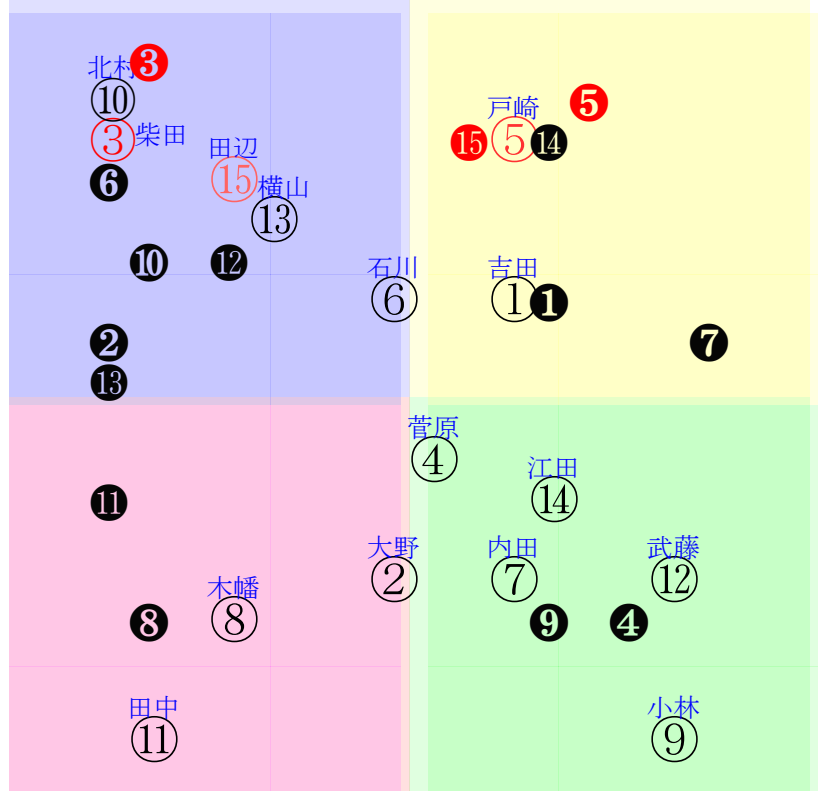 北村 ❸
⑩
戸崎 ❺
③ 柴田
⓯ ⑤ ⓮
田辺
⑮
❻
横山
⑬
❿ ⓬
石川
⑥
吉田
① ❶
❷ ❼
⓭
菅原
④
江田
⑭
⓫
大野
②
内田
⑦
武藤
⑫
木幡
⑧
❽ ❾ ❹
田中
⑪
小林
⑨